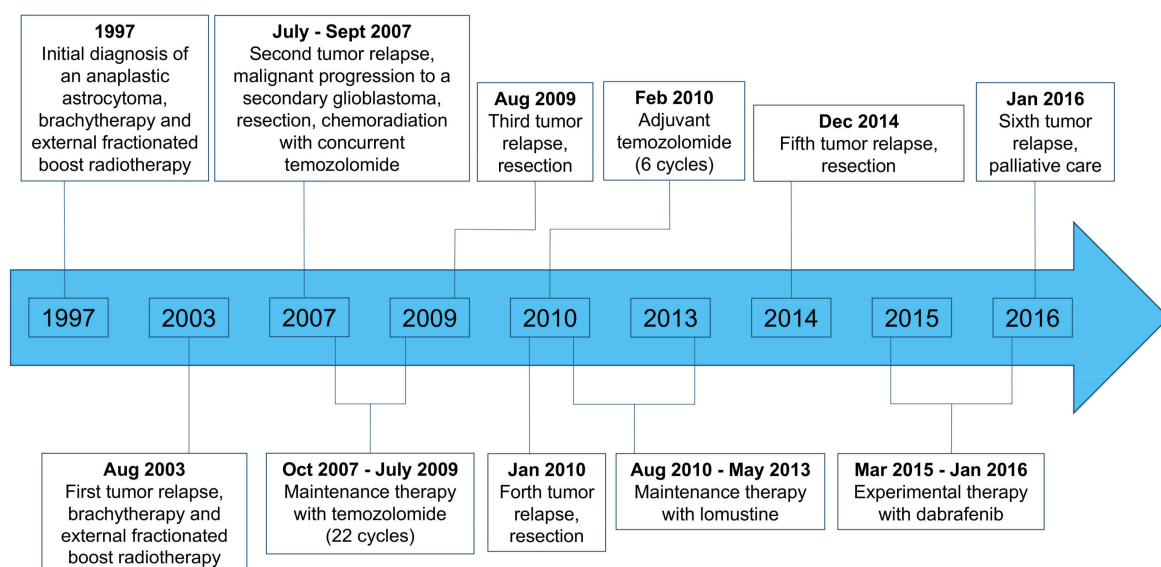 1997
Initial diagnosis of
an anaplastic
astrocytoma,
brachytherapy and
external fractionated
boost radiotherapy
July - Sept 2007
Second tumor relapse,
malignant progression to a
secondary glioblastoma,
resection, chemoradiation
with concurrent
temozolomide
Aug 2009
Third tumor
relapse,
resection
Feb 2010
Adjuvant
temozolomide
(6 cycles)
Dec 2014
Fifth tumor relapse,
resection
Jan 2016
Sixth tumor
relapse,
palliative care
1997
2003
2007
2009
2010
2013
2014
2015
2016
Aug 2003
First tumor relapse,
brachytherapy and
external fractionated
boost radiotherapy
Oct 2007 - July 2009
Maintenance therapy
with temozolomide
(22 cycles)
Jan 2010
Forth tumor
relapse,
resection
Aug 2010 - May 2013
Maintenance therapy
with lomustine
Mar 2015 - Jan 2016
Experimental therapy
with dabrafenib